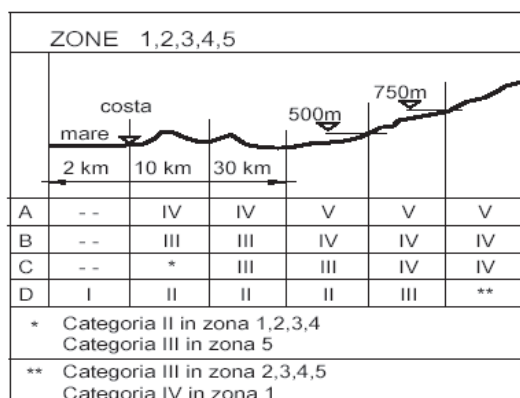 ZONE 1,2,3,4,5
750m
500m
costa
mare
2 km 10 km 30 km
A -- IV IV V V V
B -- III III IV IV IV
C -- * III III IV IV
D I II II II III **
* Categoria II in zona 1,2,3,4
Categoria III in zona 5
** Categoria III in zona 2,3,4,5
Categoria IV in zona 1